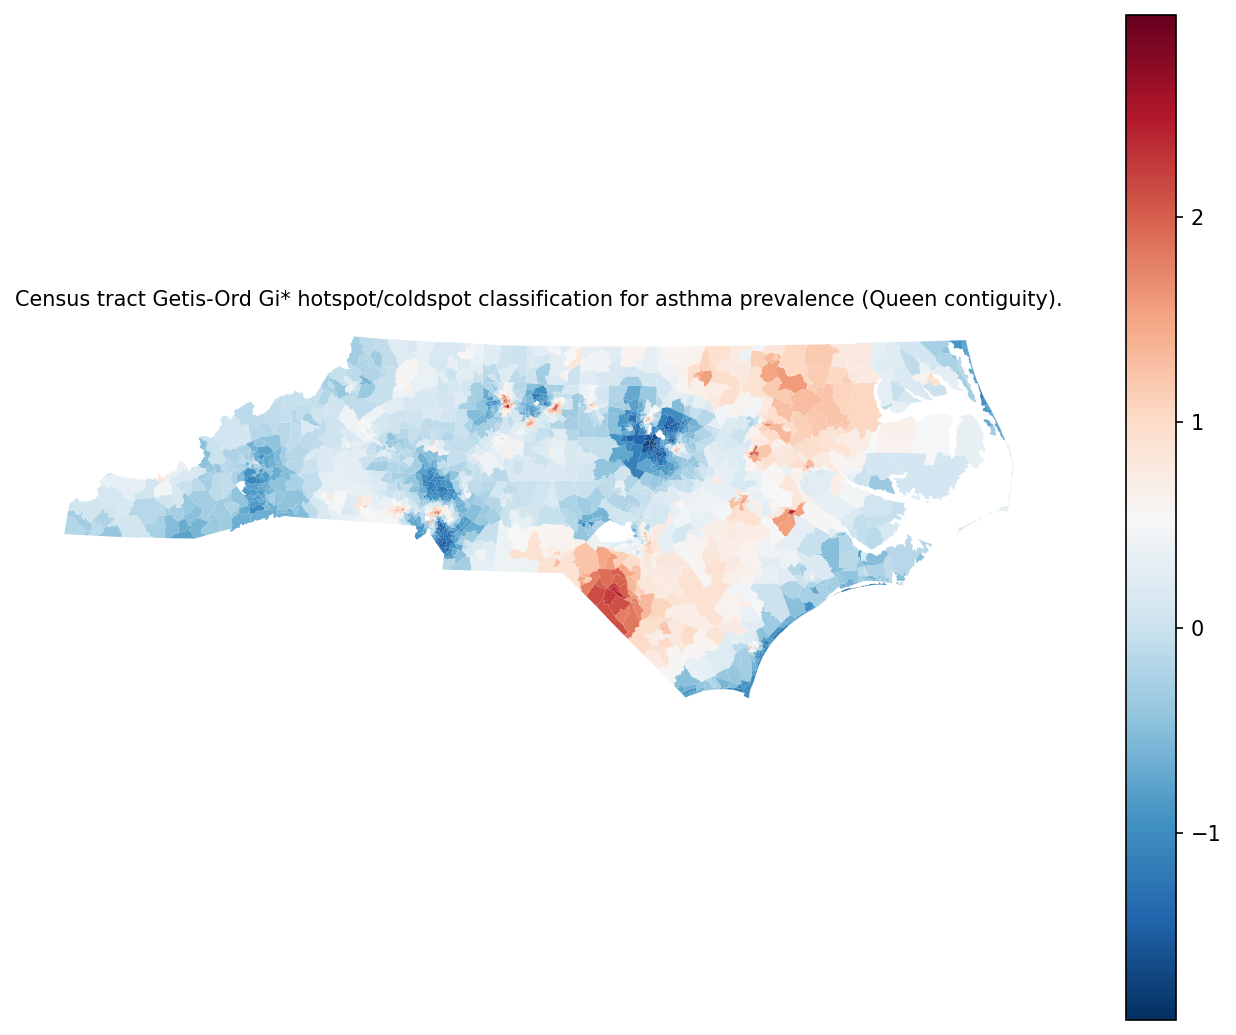 Census tract Getis-Ord Gi* hotspot/coldspot classification for asthma prevalence (Queen contiguity).
2
1
0
−1